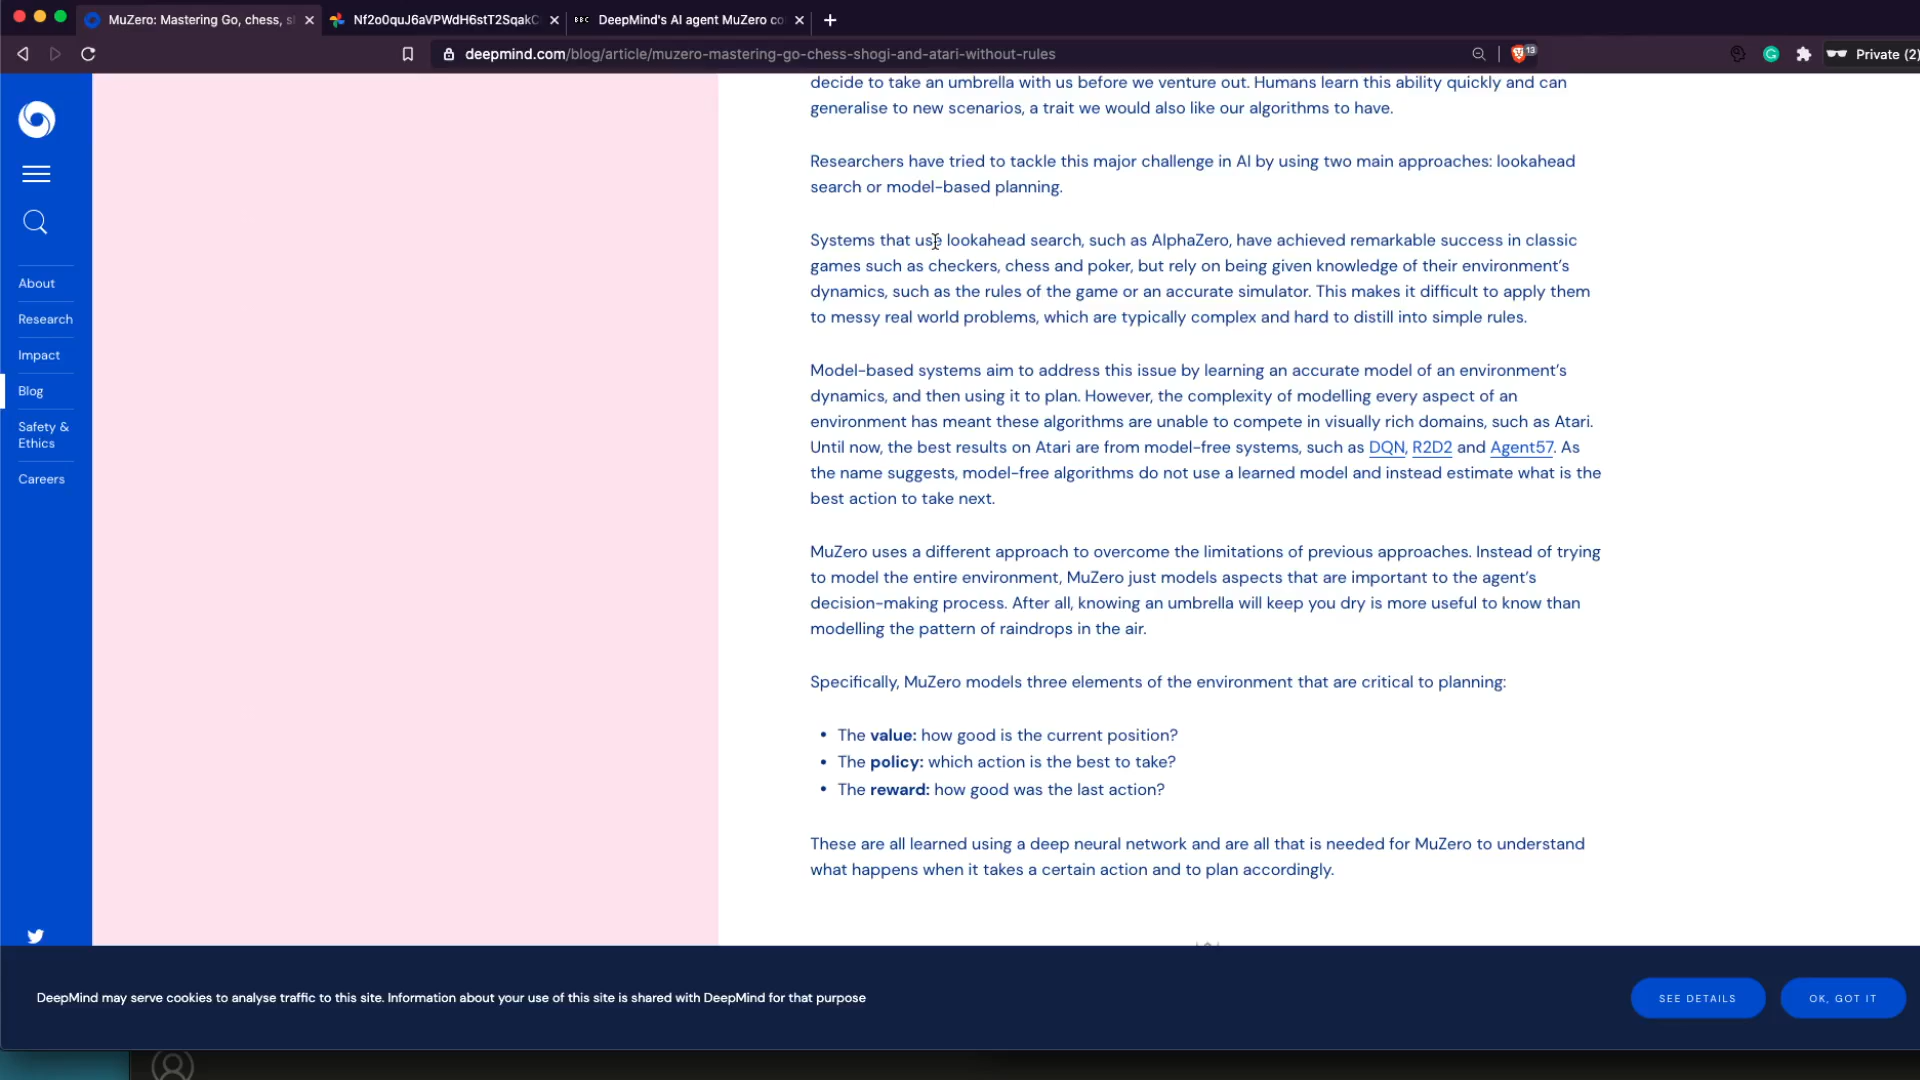 MuZero: Mastering Go, chess, s
Nf2o0quJ6aVPWdH6stT2SqakC
BBC DeepMind's AI agent MuZero co
deepmind.com/blog/article/muzero-mastering-go-chess-shogi-and-atari-without-rules
13
Private (2)
About
Research
Impact
Blog
Safety &
Ethics
Careers
decide to take an umbrella with us before we venture out. Humans learn this ability quickly and can
generalise to new scenarios, a trait we would also like our algorithms to have.
Researchers have tried to tackle this major challenge in AI by using two main approaches: lookahead
search or model-based planning.
Systems that use lookahead search, such as AlphaZero, have achieved remarkable success in classic
games such as checkers, chess and poker, but rely on being given knowledge of their environment’s
dynamics, such as the rules of the game or an accurate simulator. This makes it difficult to apply them
to messy real world problems, which are typically complex and hard to distill into simple rules.
Model-based systems aim to address this issue by learning an accurate model of an environment’s
dynamics, and then using it to plan. However, the complexity of modelling every aspect of an
environment has meant these algorithms are unable to compete in visually rich domains, such as Atari.
Until now, the best results on Atari are from model-free systems, such as DQN, R2D2 and Agent57. As
the name suggests, model-free algorithms do not use a learned model and instead estimate what is the
best action to take next.
MuZero uses a different approach to overcome the limitations of previous approaches. Instead of trying
to model the entire environment, MuZero just models aspects that are important to the agent’s
decision-making process. After all, knowing an umbrella will keep you dry is more useful to know than
modelling the pattern of raindrops in the air.
Specifically, MuZero models three elements of the environment that are critical to planning:
• The value: how good is the current position?
• The policy: which action is the best to take?
• The reward: how good was the last action?
These are all learned using a deep neural network and are all that is needed for MuZero to understand
what happens when it takes a certain action and to plan accordingly.
DeepMind may serve cookies to analyse traffic to this site. Information about your use of this site is shared with DeepMind for that purpose
SEE DETAILS
OK, GOT IT